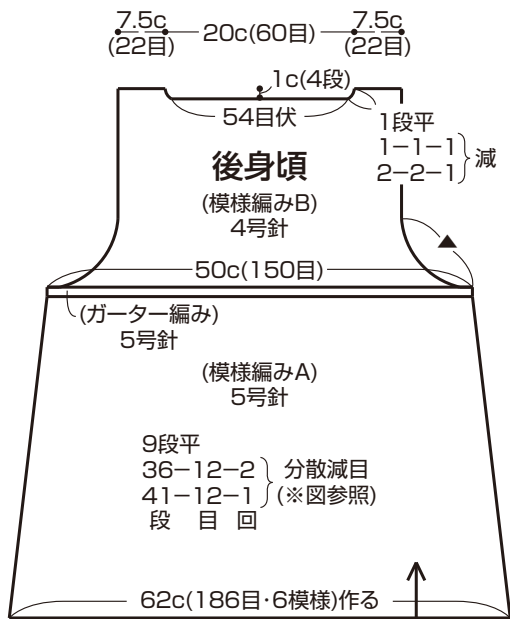 7.5c
(22目)
20c(60目)
7.5c
(22目)
1c(4段)
54目伏
1段平
1−1−1
2−2−1
減
後身頃
(模様編みB)
4号針
▲
50c(150目)
(ガーター編み)
5号針
(模様編みA)
5号針
9段平
36−12−2
41−12−1
段 目 回
分散減目
(※図参照)
62c(186目・6模様)作る